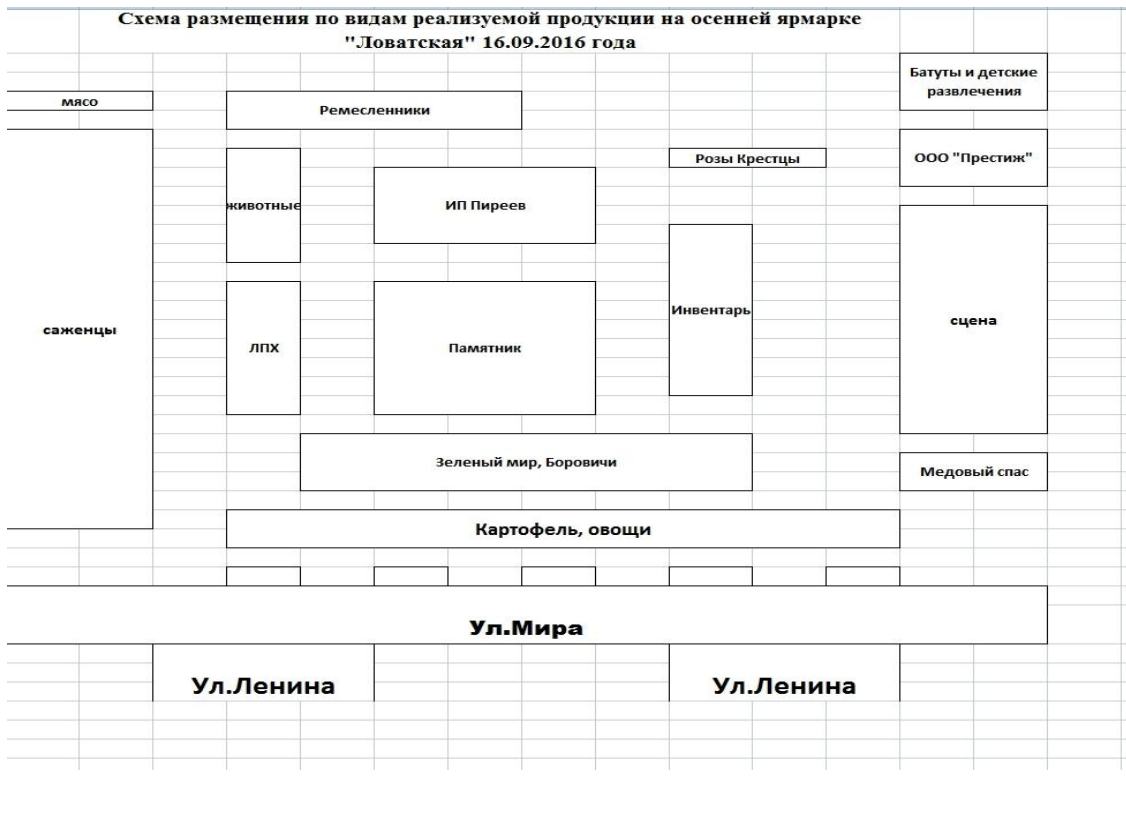 Схема размещения по видам реализуемой продукции на осенней ярмарке
"Ловатская" 16.09.2016 года
Батуты и детские
развлечения
мясо
Ремесленники
Розы Крестцы
ООО "Престиж"
животные
ИП Пиреев
Инвентарь
сцена
саженцы
ЛПХ
Памятник
Зеленый мир, Боровичи
Медовый спас
Картофель, овощи
Ул.Мира
Ул.Ленина
Ул.Ленина